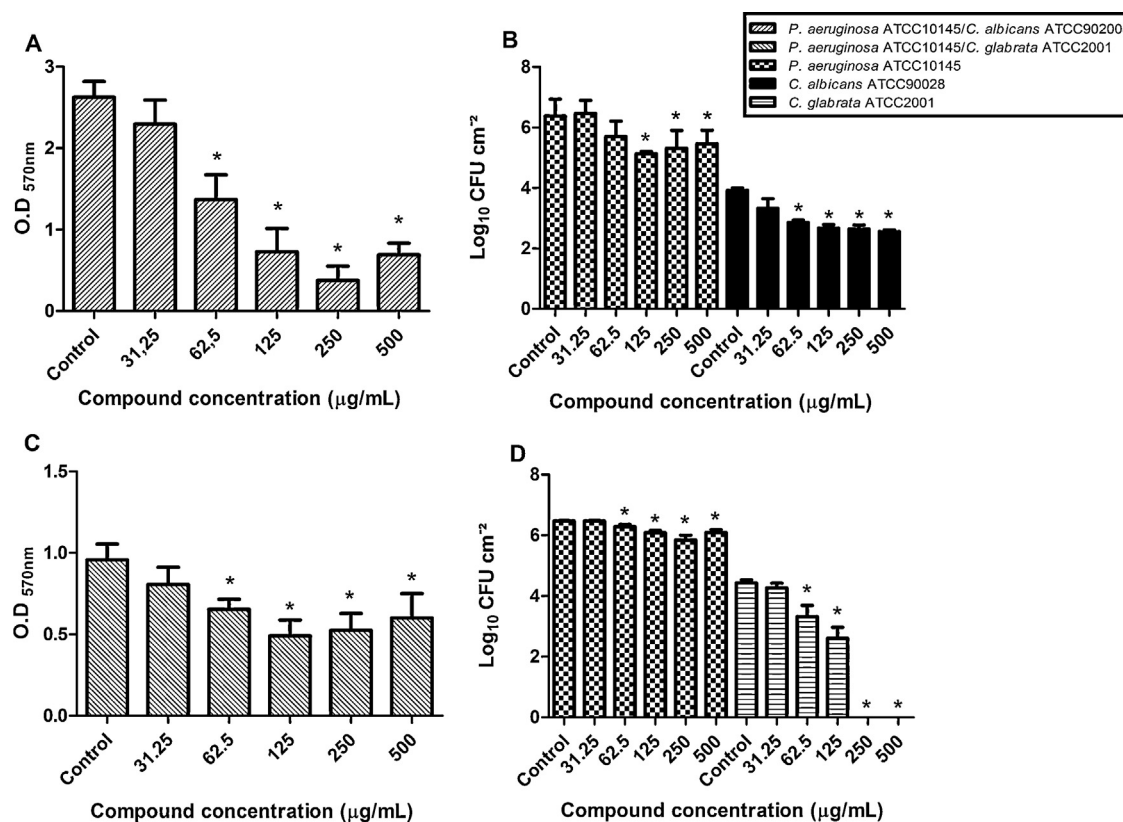 A
O.D 570nm
3
2
1
0
Control
31,25
62,5
125
250
500
Compound concentration (µg/mL)
B
Log₁₀ CFU cm⁻²
8
6
4
2
0
* * * * * * *
Control
31.25
62.5
125
250
500
Control
31.25
62.5
125
250
500
Compound concentration (µg/mL)
P. aeruginosa ATCC10145/C. albicans ATCC90200
P. aeruginosa ATCC10145/C. glabrata ATCC2001
P. aeruginosa ATCC10145
C. albicans ATCC90028
C. glabrata ATCC2001
C
O.D 570nm
1.5
1.0
0.5
0.0
* * * *
Control
31.25
62.5
125
250
500
Compound concentration (µg/mL)
D
Log₁₀ CFU cm⁻²
8
6
4
2
0
* * * * * * * *
Control
31.25
62.5
125
250
500
Control
31.25
62.5
125
250
500
Compound concentration (µg/mL)